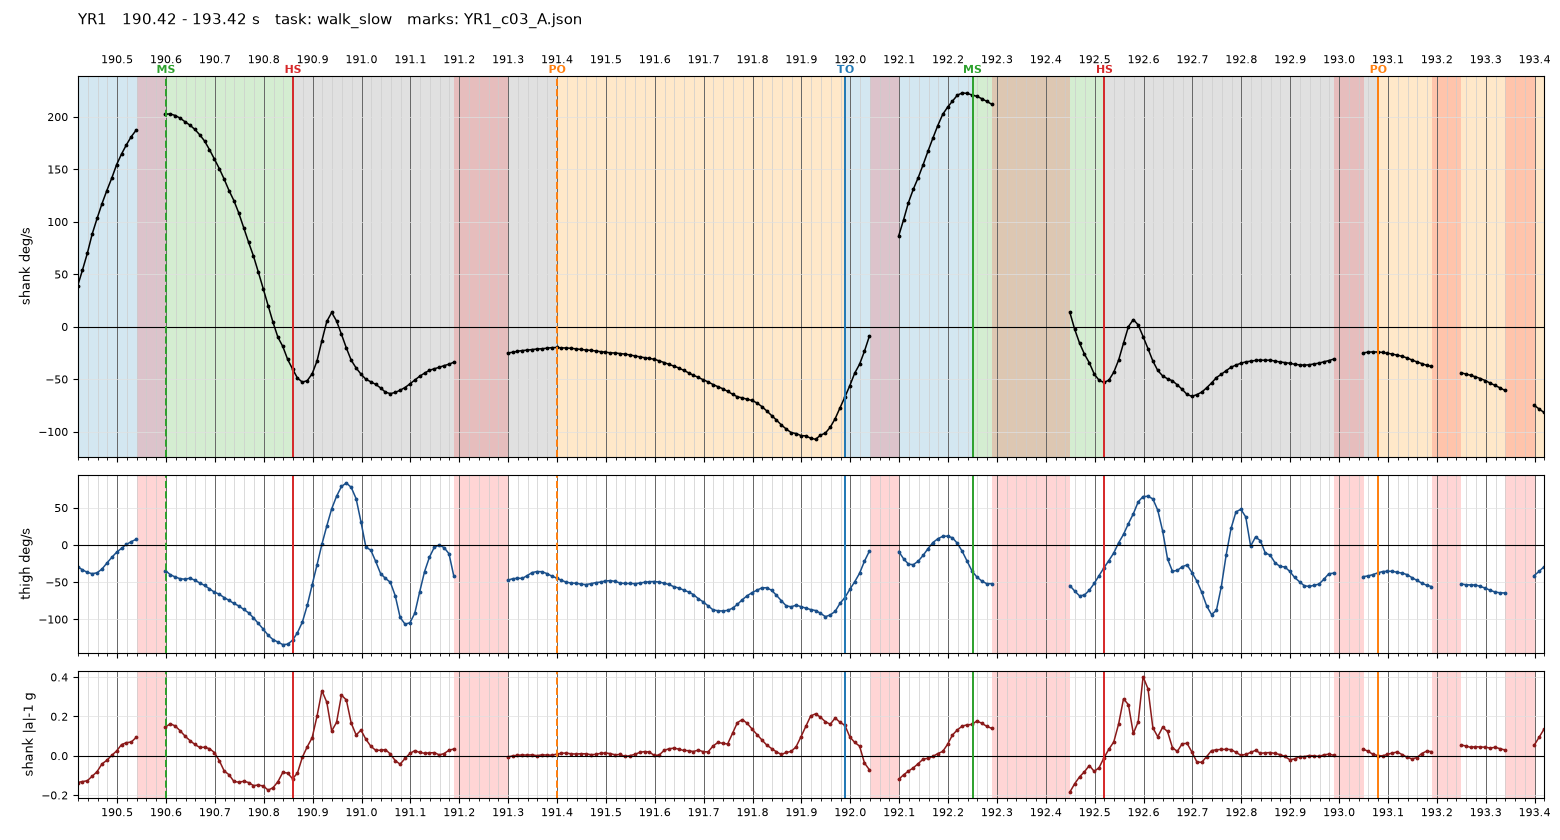 YR1   190.42 - 193.42 s   task: walk_slow   marks: YR1_c03_A.json
190.5 190.6 190.7 190.8 190.9 191.0 191.1 191.2 191.3 191.4 191.5 191.6 191.7 191.8 191.9 192.0 192.1 192.2 192.3 192.4 192.5 192.6 192.7 192.8 192.9 193.0 193.1 193.2 193.3 193.4
MS HS PO TO MS HS PO
shank deg/s
200
150
100
50
0
−50
−100
thigh deg/s
50
0
−50
−100
shank |a|-1 g
0.4
0.2
0.0
−0.2
190.5 190.6 190.7 190.8 190.9 191.0 191.1 191.2 191.3 191.4 191.5 191.6 191.7 191.8 191.9 192.0 192.1 192.2 192.3 192.4 192.5 192.6 192.7 192.8 192.9 193.0 193.1 193.2 193.3 193.4